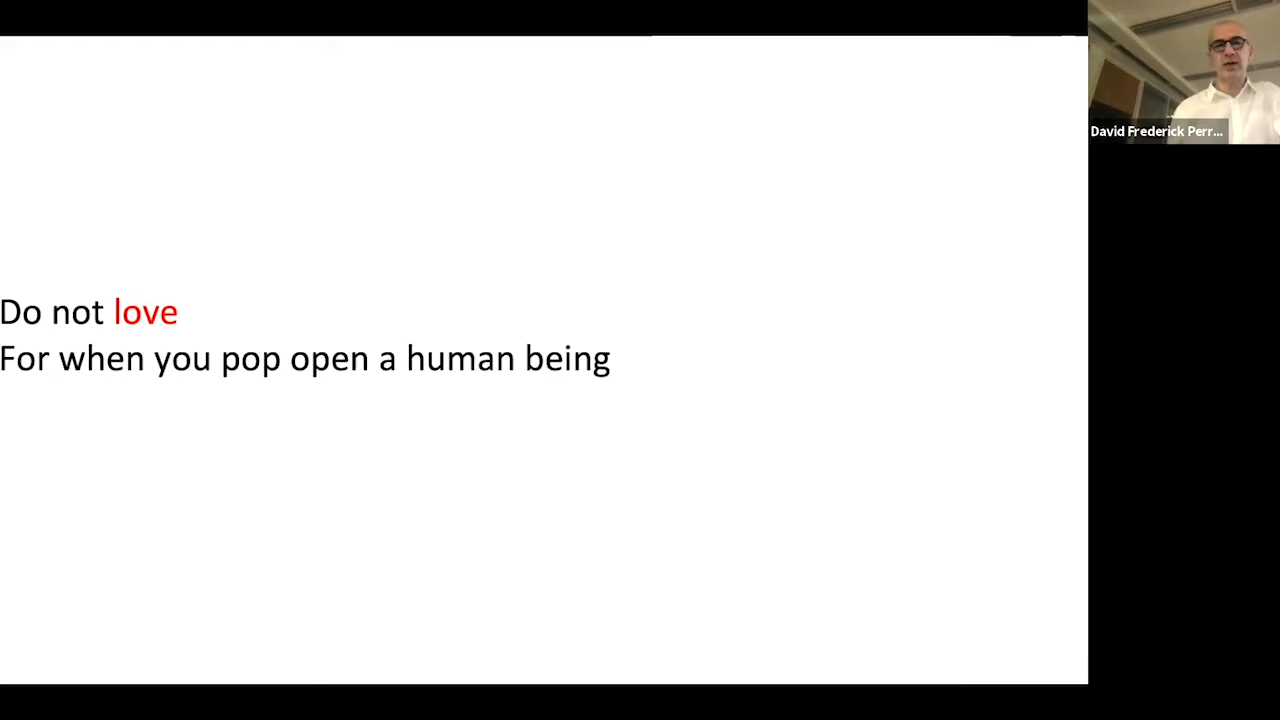 Do not love
For when you pop open a human being
David Frederick Perr...